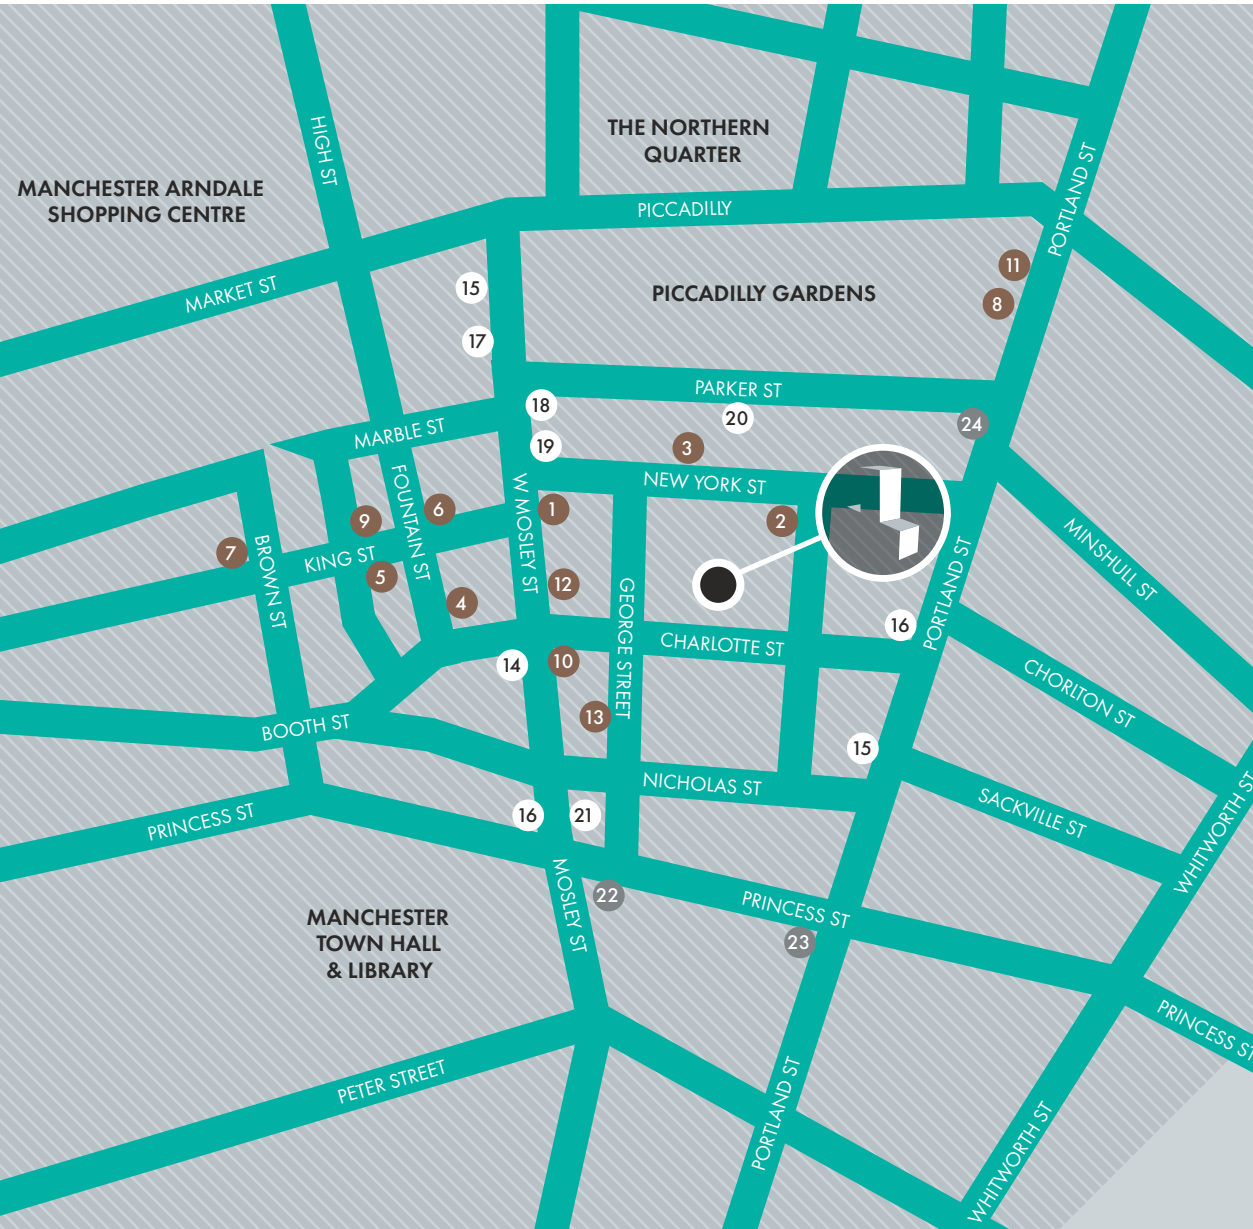 THE NORTHERN
QUARTER
HIGH ST
PORTLAND ST
MANCHESTER ARNDALE
SHOPPING CENTRE
PICCADILLY
11
MARKET ST
15
PICCADILLY GARDENS
8
17
PARKER ST
18
20
24
MARBLE ST
19
3
NEW YORK ST
FOUNTAIN ST
W MOSLEY ST
9
6
1
2
MINSHULL ST
7
BROWN ST
KING ST
5
12
4
GEORGE STREET
PORTLAND ST
16
CHARLOTTE ST
14
10
CHORLTON ST
13
BOOTH ST
15
NICHOLAS ST
SACKVILLE ST
WHITWORTH ST
PRINCESS ST
16
21
MOSLEY ST
22
PRINCESS ST
23
MANCHESTER
TOWN HALL
& LIBRARY
PRINCESS ST
PETER STREET
PORTLAND ST
WHITWORTH ST